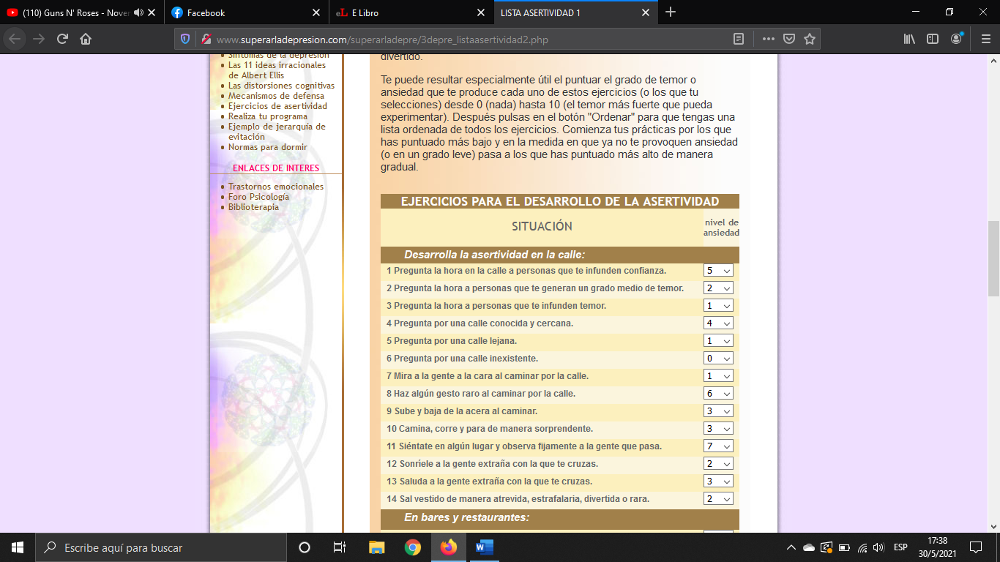 (110) Guns N' Roses - Nover
Facebook
E Libro
LISTA ASERTIVIDAD 1
www.superarladepresion.com/superarladepre/3depre_listaasertividad2.php
Síntomas de la depresión
Las 11 ideas irracionales
de Albert Ellis
Las distorsiones cognitivas
Mecanismos de defensa
Ejercicios de asertividad
Realiza tu programa
Ejemplo de jerarquía de
evitación
Normas para dormir
ENLACES DE INTERES
Trastornos emocionales
Foro Psicología
Biblioterapia
divertido.
Te puede resultar especialmente útil el puntuar el grado de temor o
ansiedad que te produce cada uno de estos ejercicios (o los que tu
selecciones) desde 0 (nada) hasta 10 (el temor más fuerte que pueda
experimentar). Después pulsas en el botón "Ordenar" para que tengas una
lista ordenada de todos los ejercicios. Comienza tus prácticas por los que
has puntuado más bajo y en la medida en que ya no te provoquen ansiedad
(o en un grado leve) pasa a los que has puntuado más alto de manera
gradual.
EJERCICIOS PARA EL DESARROLLO DE LA ASERTIVIDAD
SITUACIÓN
nivel de
ansiedad
Desarrolla la asertividad en la calle:
1 Pregunta la hora en la calle a personas que te infunden confianza. 5
2 Pregunta la hora a personas que te generan un grado medio de temor. 2
3 Pregunta la hora a personas que te infunden temor. 1
4 Pregunta por una calle conocida y cercana. 4
5 Pregunta por una calle lejana. 1
6 Pregunta por una calle inexistente. 0
7 Mira a la gente a la cara al caminar por la calle. 1
8 Haz algún gesto raro al caminar por la calle. 6
9 Sube y baja de la acera al caminar. 3
10 Camina, corre y para de manera sorprendente. 3
11 Siéntate en algún lugar y observa fijamente a la gente que pasa. 7
12 Sonríele a la gente extraña con la que te cruzas. 2
13 Saluda a la gente extraña con la que te cruzas. 3
14 Sal vestido de manera atrevida, estrafalaria, divertida o rara. 2
En bares y restaurantes:
Escribe aquí para buscar
ESP
17:38
30/5/2021